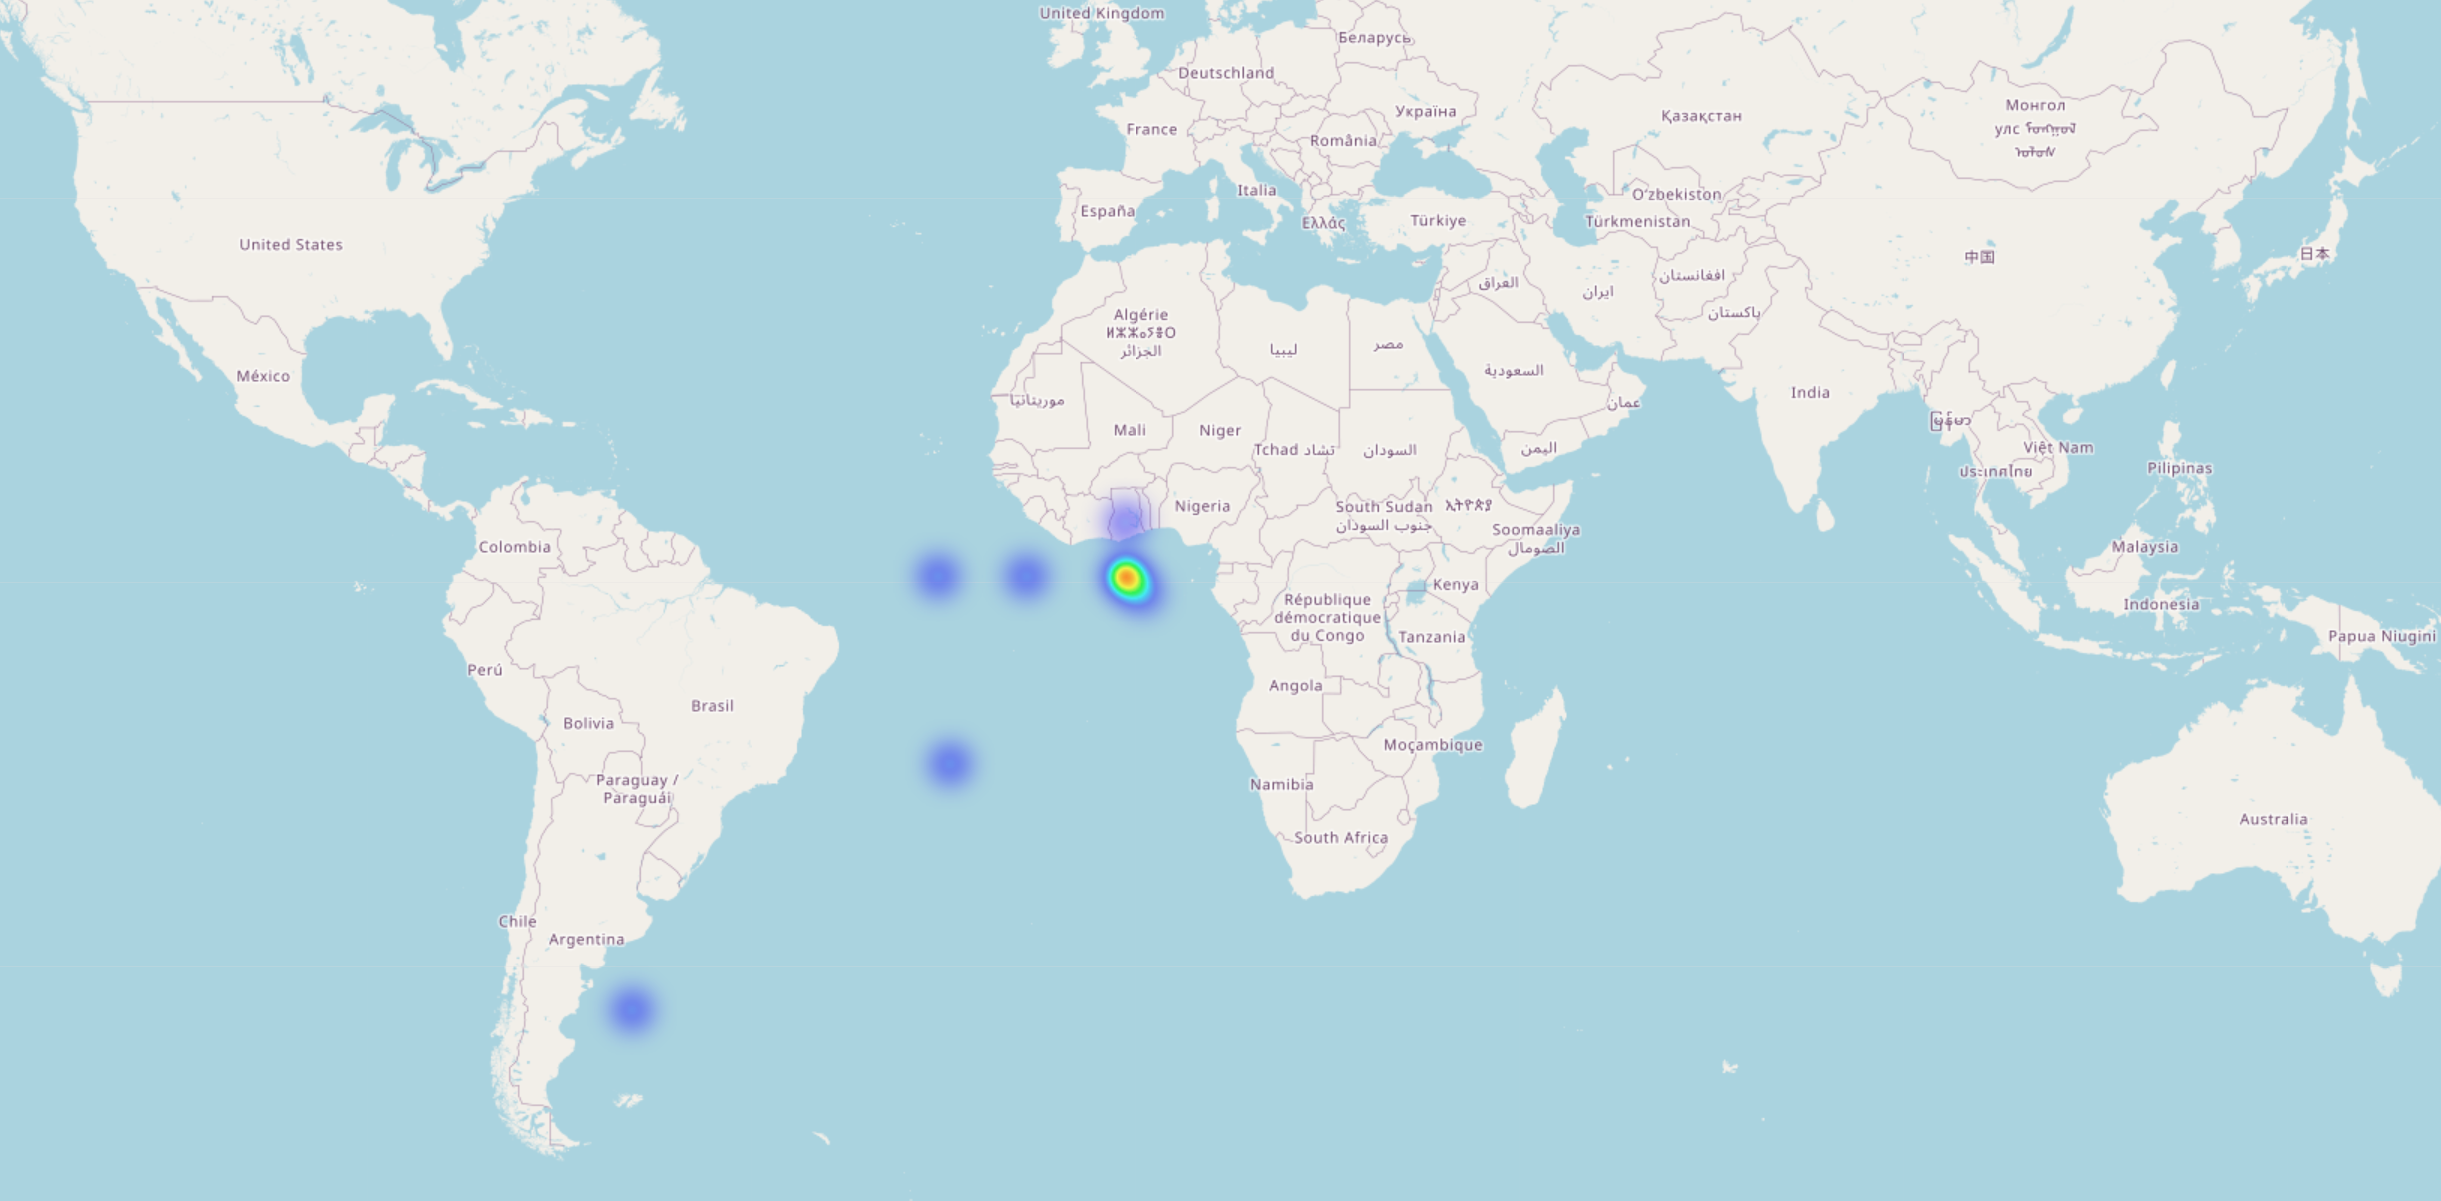 United Kingdom
Беларусь
Deutschland
Україна
France
România
Italia
España
Ελλάς
Türkiye
Қазақстан
Монгол
улс
Oʻzbekiston
Türkmenistan
中国
日本
افغانستان
ایران
پاکستان
العراق
United States
México
Algérie
ⵍⵣⵣⴰⵢⴻⵔ
الجزائر
ليبيا
مصر
السعودية
عمان
اليمن
India
موريتانيا
Mali
Niger
Tchad تشاد
السودان
Nigeria
South Sudan
جنوب السودان
ኢትዮጵያ
Soomaaliya
الصومال
Việt Nam
ประเทศไทย
Pilipinas
Malaysia
Indonesia
Papua Niugini
Colombia
Kenya
République
démocratique
du Congo
Tanzania
Perú
Angola
Brasil
Bolivia
Moçambique
Paraguay /
Paraguái
Namibia
South Africa
Australia
Chile
Argentina